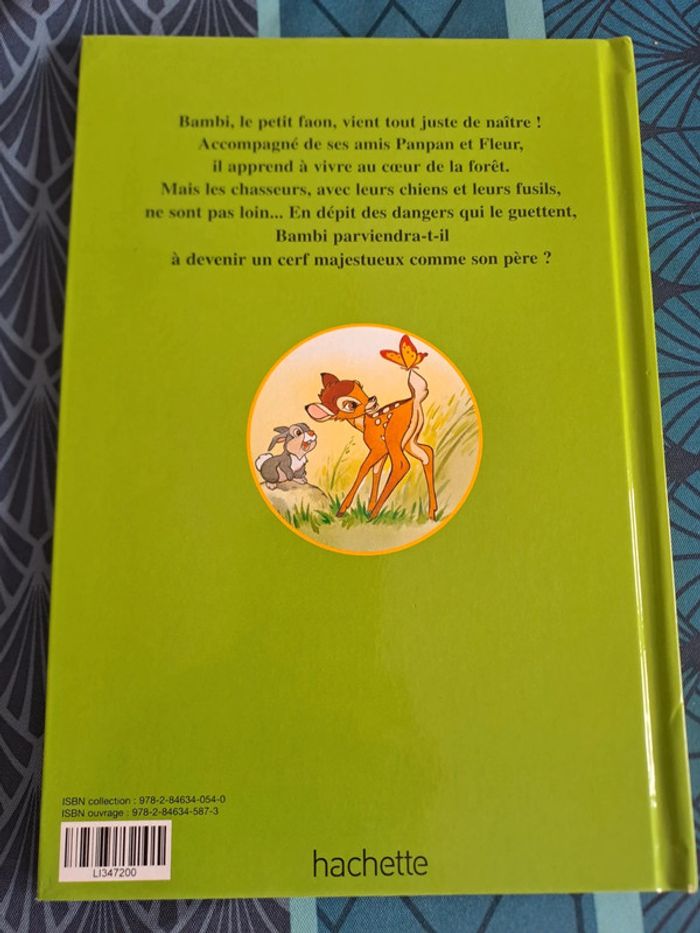 Bambi, le petit faon, vient tout juste de naître !
Accompagné de ses amis Panpan et Fleur,
il apprend à vivre au cœur de la forêt.
Mais les chasseurs, avec leurs chiens et leurs fusils,
ne sont pas loin... En dépit des dangers qui le guettent,
Bambi parviendra-t-il
à devenir un cerf majestueux comme son père ?
ISBN collection : 978-2-84634-054-0
ISBN ouvrage : 978-2-84634-587-3
LI347200
hachette